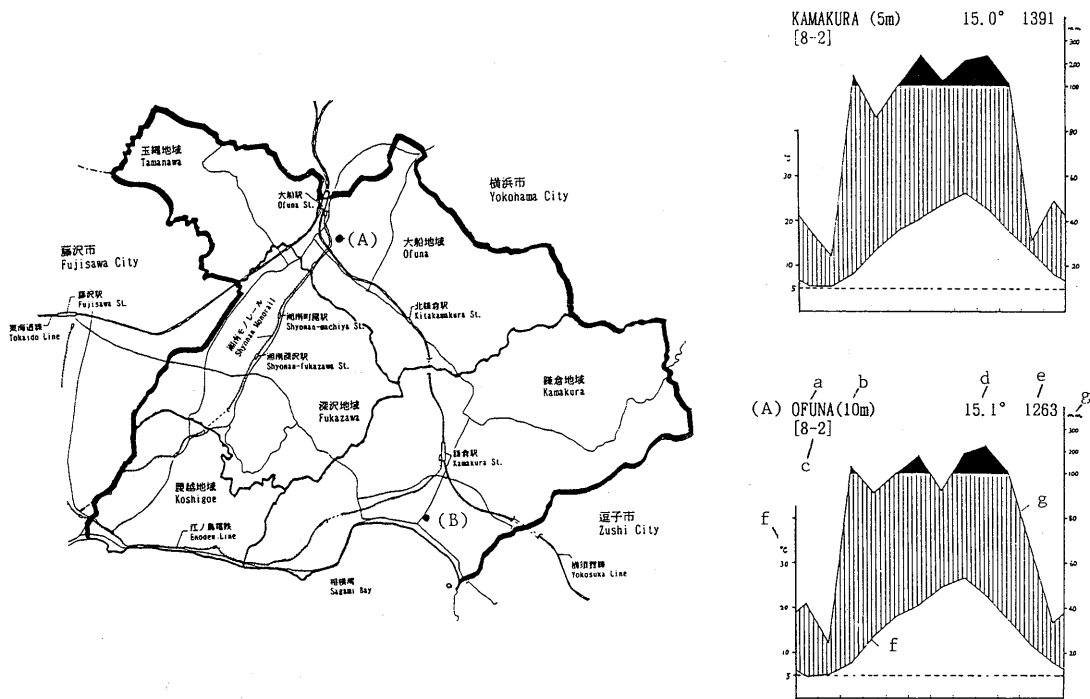 玉縄地域
Tamanawa
大船駅
Ofuna St.
横浜市
Yokohama City
(A)
大船地域
Ofuna
藤沢市
Fujisawa City
藤沢駅
Fujisawa St.
東海道線
Tokaido Line
湘南モノレール
Shyonan Monorail
湘南町屋駅
Shyonan-machiya St.
北鎌倉駅
Kitakamakura St.
湘南深沢駅
Shyonan-fukazawa St.
鎌倉地域
Kamakura
深沢地域
Fukazawa
鎌倉駅
Kamakura St.
腰越地域
Koshigoe
(B)
逗子市
Zushi City
江ノ島電鉄
Enoden Line
相模湾
Sagami Bay
横須賀線
Yokosuka Line
KAMAKURA (5m) 15.0° 1391
[8-2]
300
200
100
80
60
40
20
℃
30
20
10
5
a b d e g
(A) OFUNA(10m) 15.1° 1263
[8-2]
c
300
200
100
80
60
40
20
f
℃
30
20
10
5
g
f